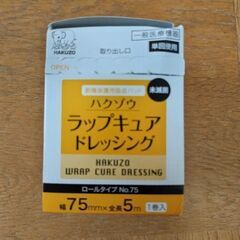 HAKUZO
取り出し口
一般医療機器
単回使用
OPEN
未滅菌
ハクゾウ
ラップキュア
ドレッシング
HAKUZO
WRAP CURE DRESSING
ロールタイプ No.75
幅75mm×全長5m
1巻入